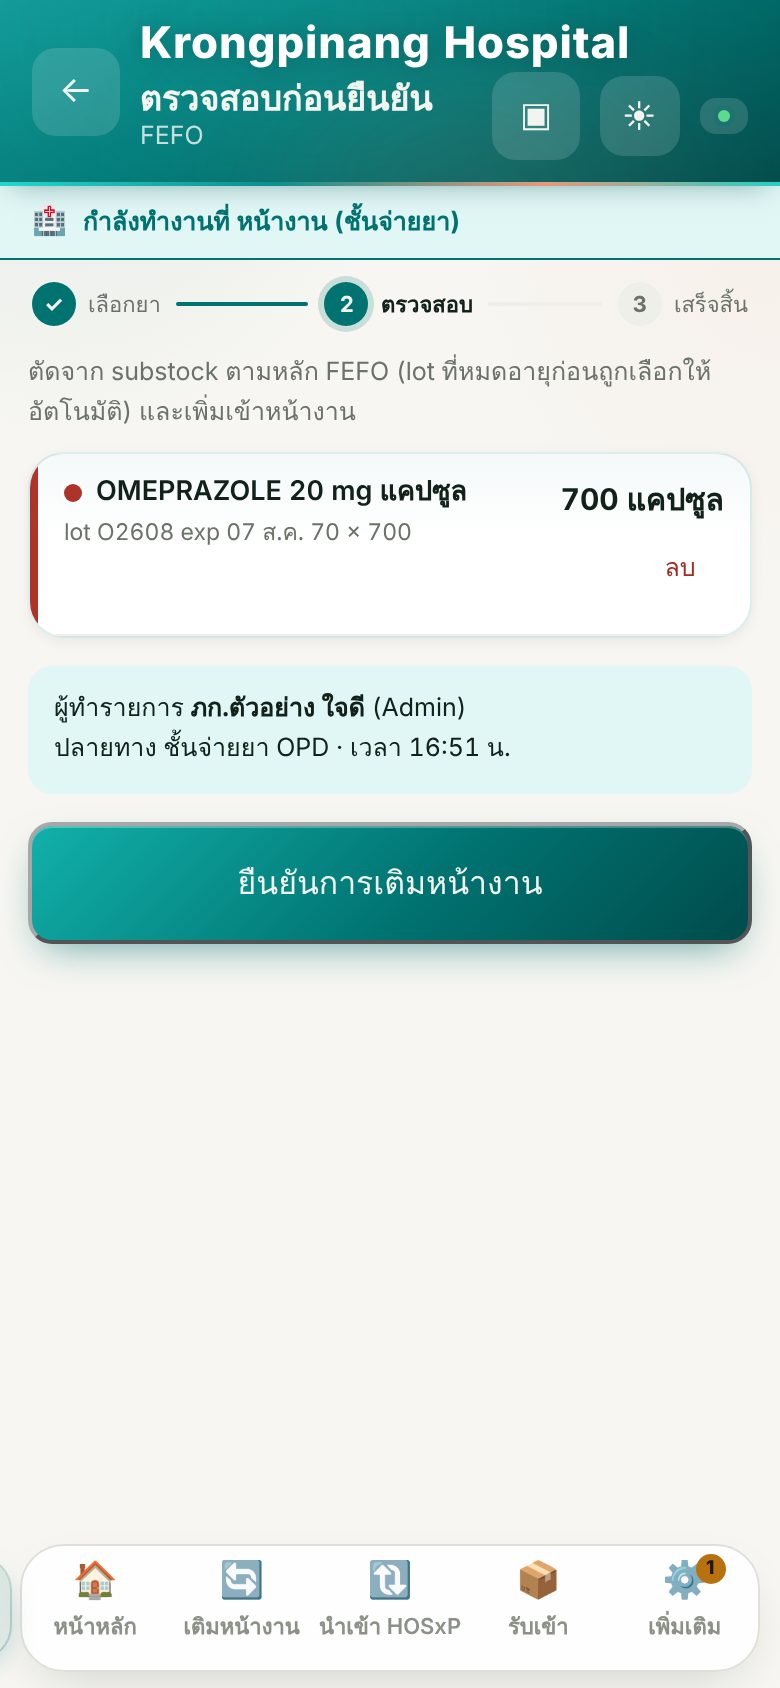 Krongpinang Hospital
ตรวจสอบก่อนยืนยัน
FEFO
กำลังทำงานที่ หน้างาน (ชั้นจ่ายยา)
เลือกยา
2 ตรวจสอบ
3 เสร็จสิ้น
ตัดจาก substock ตามหลัก FEFO (lot ที่หมดอายุก่อนถูกเลือกให้
อัตโนมัติ) และเพิ่มเข้าหน้างาน
OMEPRAZOLE 20 mg แคปซูล
700 แคปซูล
lot O2608 exp 07 ส.ค. 70 × 700
ลบ
ผู้ทำรายการ ภก.ตัวอย่าง ใจดี (Admin)
ปลายทาง ชั้นจ่ายยา OPD · เวลา 16:51 น.
ยืนยันการเติมหน้างาน
1
หน้าหลัก
เติมหน้างาน
นำเข้า HOSxP
รับเข้า
เพิ่มเติม